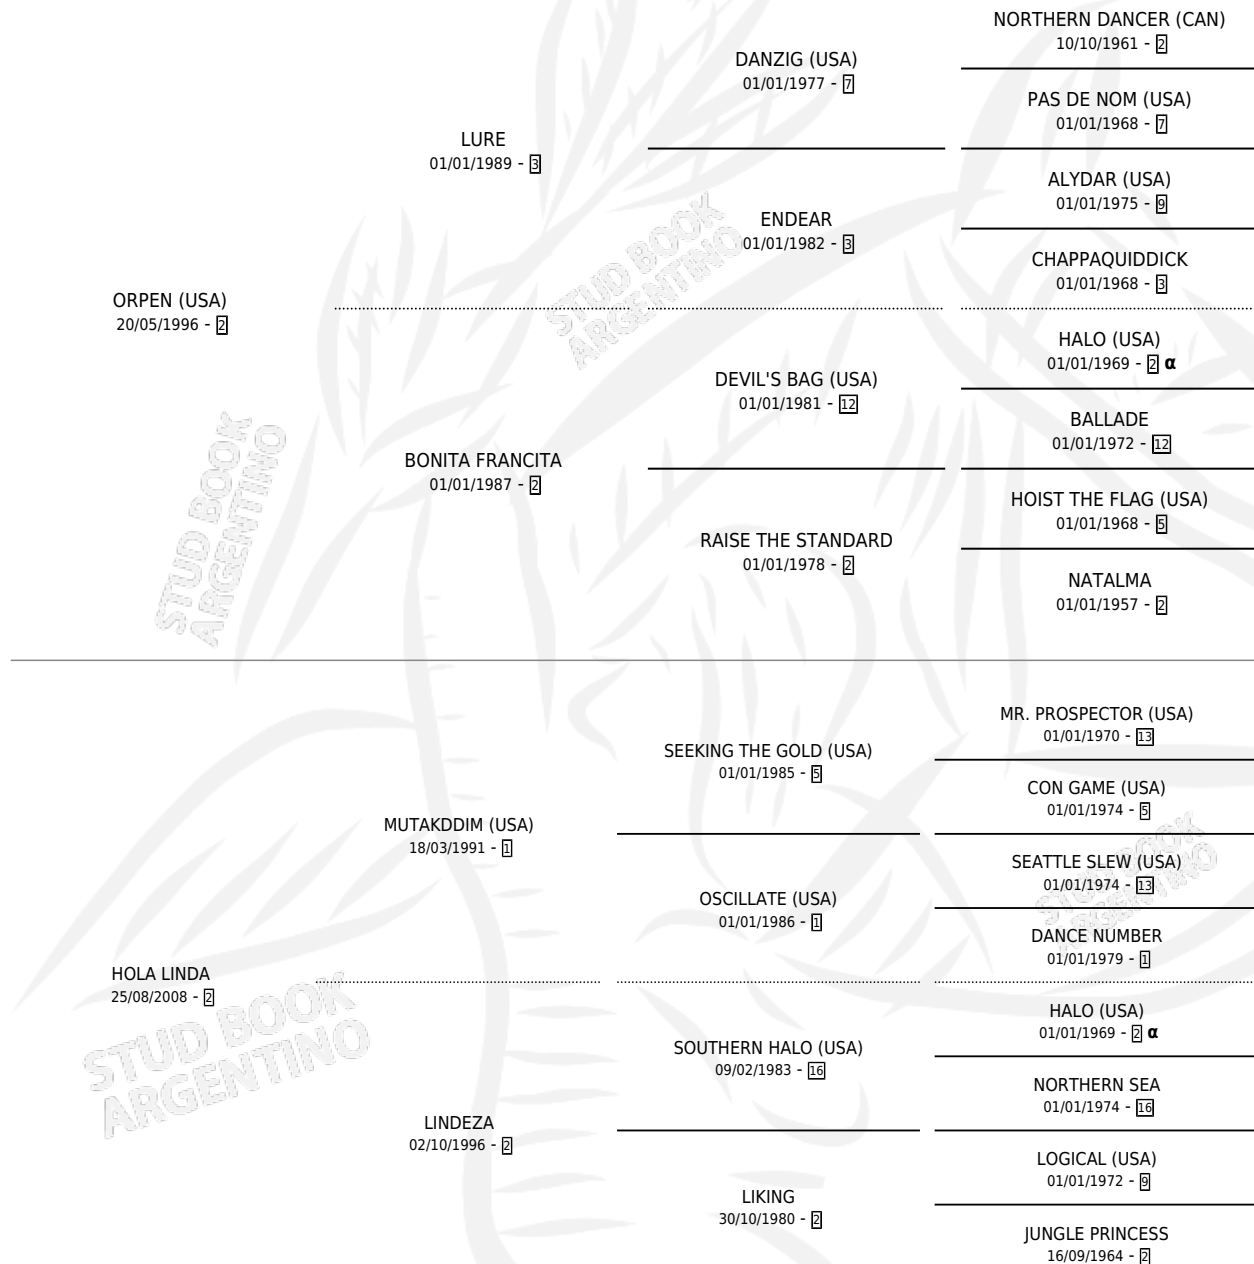 NORTHERN DANCER (CAN)
10/10/1961 - 2
DANZIG (USA)
01/01/1977 - 7
PAS DE NOM (USA)
01/01/1968 - 7
LURE
01/01/1989 - 3
ALYDAR (USA)
01/01/1975 - 9
ENDEAR
01/01/1982 - 3
CHAPPAQUIDDICK
01/01/1968 - 3
ORPEN (USA)
20/05/1996 - 2
HALO (USA)
01/01/1969 - 2 α
DEVIL'S BAG (USA)
01/01/1981 - 12
BALLADE
01/01/1972 - 12
BONITA FRANCITA
01/01/1987 - 2
HOIST THE FLAG (USA)
01/01/1968 - 5
RAISE THE STANDARD
01/01/1978 - 2
NATALMA
01/01/1957 - 2
MR. PROSPECTOR (USA)
01/01/1970 - 13
SEEKING THE GOLD (USA)
01/01/1985 - 5
CON GAME (USA)
01/01/1974 - 5
MUTAKDDIM (USA)
18/03/1991 - 1
SEATTLE SLEW (USA)
01/01/1974 - 13
OSCILLATE (USA)
01/01/1986 - 1
DANCE NUMBER
01/01/1979 - 1
HOLA LINDA
25/08/2008 - 2
HALO (USA)
01/01/1969 - 2 α
SOUTHERN HALO (USA)
09/02/1983 - 16
NORTHERN SEA
01/01/1974 - 16
LINDEZA
02/10/1996 - 2
LOGICAL (USA)
01/01/1972 - 9
LIKING
30/10/1980 - 2
JUNGLE PRINCESS
16/09/1964 - 2
STUD BOOK
ARGENTINO
STUD BOOK
ARGENTINO
STUD BOOK
ARGENTINO
STUD BOOK
ARGENTINO